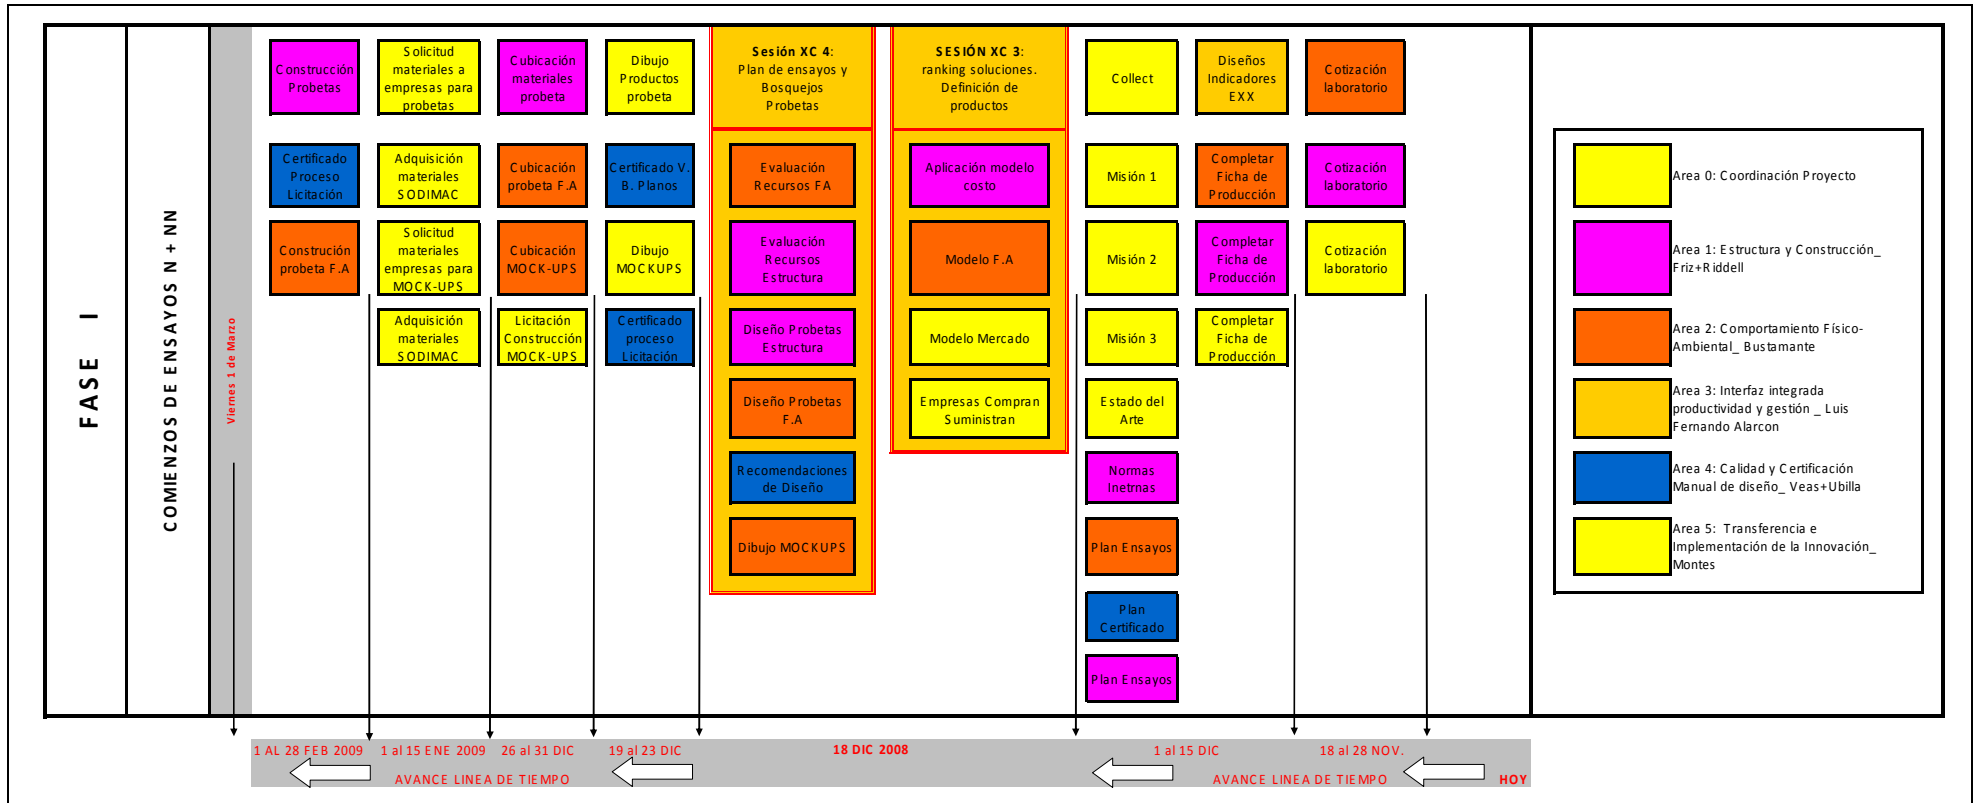 FASE I
COMIENZOS DE ENSAYOS N + NN
Viernes 1 de Marzo
Construcción
Probetas
Certificado
Proceso
Licitación
Construción
probeta F.A
Solicitud
materiales a
empresas para
probetas
Adquisición
materiales
SODIMAC
Solicitud
materiales
empresas para
MOCK-UPS
Adquisición
materiales
SODIMAC
Cubicación
materiales
probeta
Cubicación
probeta F.A
Cubicación
MOCK-UPS
Licitación
Construcción
MOCK-UPS
Dibujo
Productos
probeta
Certificado V.
B. Planos
Dibujo
MOCKUPS
Certificado
proceso
Licitación
Sesión XC 4:
Plan de ensayos y
Bosquejos
Probetas
Evaluación
Recursos FA
Evaluación
Recursos
Estructura
Diseño Probetas
Estructura
Diseño Probetas
F.A
Recomendaciones
de Diseño
Dibujo MOCKUPS
SESIÓN XC 3:
ranking soluciones.
Definición de
productos
Aplicación modelo
costo
Modelo F.A
Modelo Mercado
Empresas Compran
Suministran
Collect
Misión 1
Misión 2
Misión 3
Estado del
Arte
Normas
Inetrnas
Plan Ensayos
Plan
Certificado
Plan Ensayos
Diseños
Indicadores
EXX
Completar
Ficha de
Producción
Completar
Ficha de
Producción
Completar
Ficha de
Producción
Cotización
laboratorio
Cotización
laboratorio
Cotización
laboratorio
Area 0: Coordinación Proyecto
Area 1: Estructura y Construcción_
Friz+Riddell
Area 2: Comportamiento Físico-
Ambiental_ Bustamante
Area 3: Interfaz integrada
productividad y gestión _ Luis
Fernando Alarcon
Area 4: Calidad y Certificación
Manual de diseño_ Veas+Ubilla
Area 5: Transferencia e
Implementación de la Innovación_
Montes
1 AL 28 FEB 2009
1 al 15 ENE 2009
26 al 31 DIC
19 al 23 DIC
18 DIC 2008
1 al 15 DIC
18 al 28 NOV.
AVANCE LINEA DE TIEMPO
AVANCE LINEA DE TIEMPO
HOY